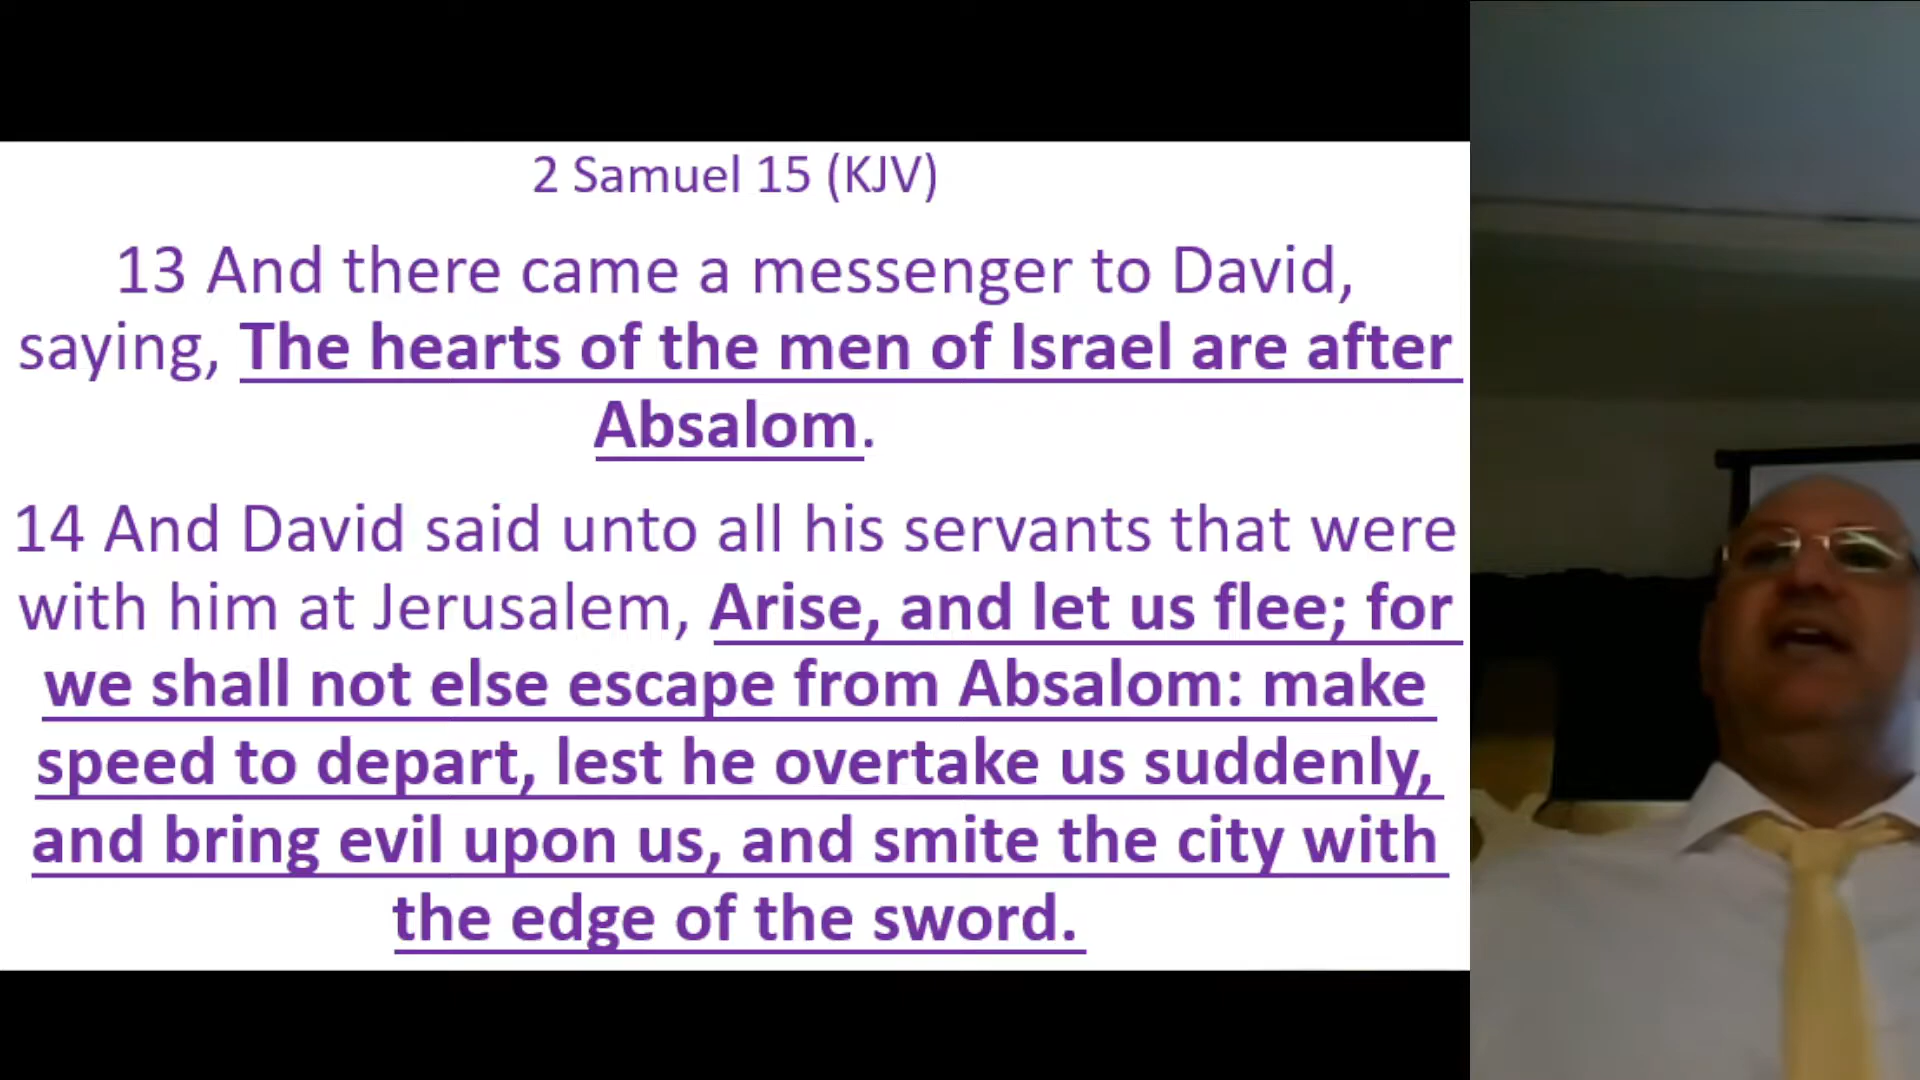 2 Samuel 15 (KJV)
13 And there came a messenger to David,
saying, The hearts of the men of Israel are after
Absalom.
14 And David said unto all his servants that were
with him at Jerusalem, Arise, and let us flee; for
we shall not else escape from Absalom: make
speed to depart, lest he overtake us suddenly,
and bring evil upon us, and smite the city with
the edge of the sword.